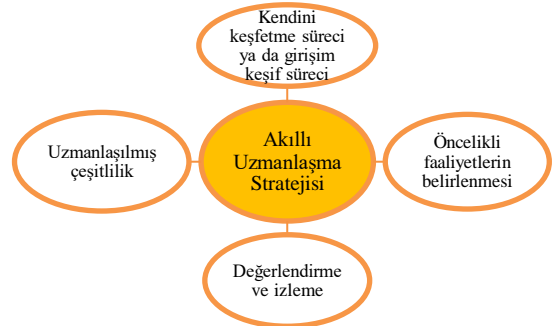 Kendini
keşfetme süreci
ya da girişim
keşif süreci
Uzmanlaşılmış
çeşitlilik
Akıllı
Uzmanlaşma
Stratejisi
Öncelikli
faaliyetlerin
belirlenmesi
Değerlendirme
ve izleme